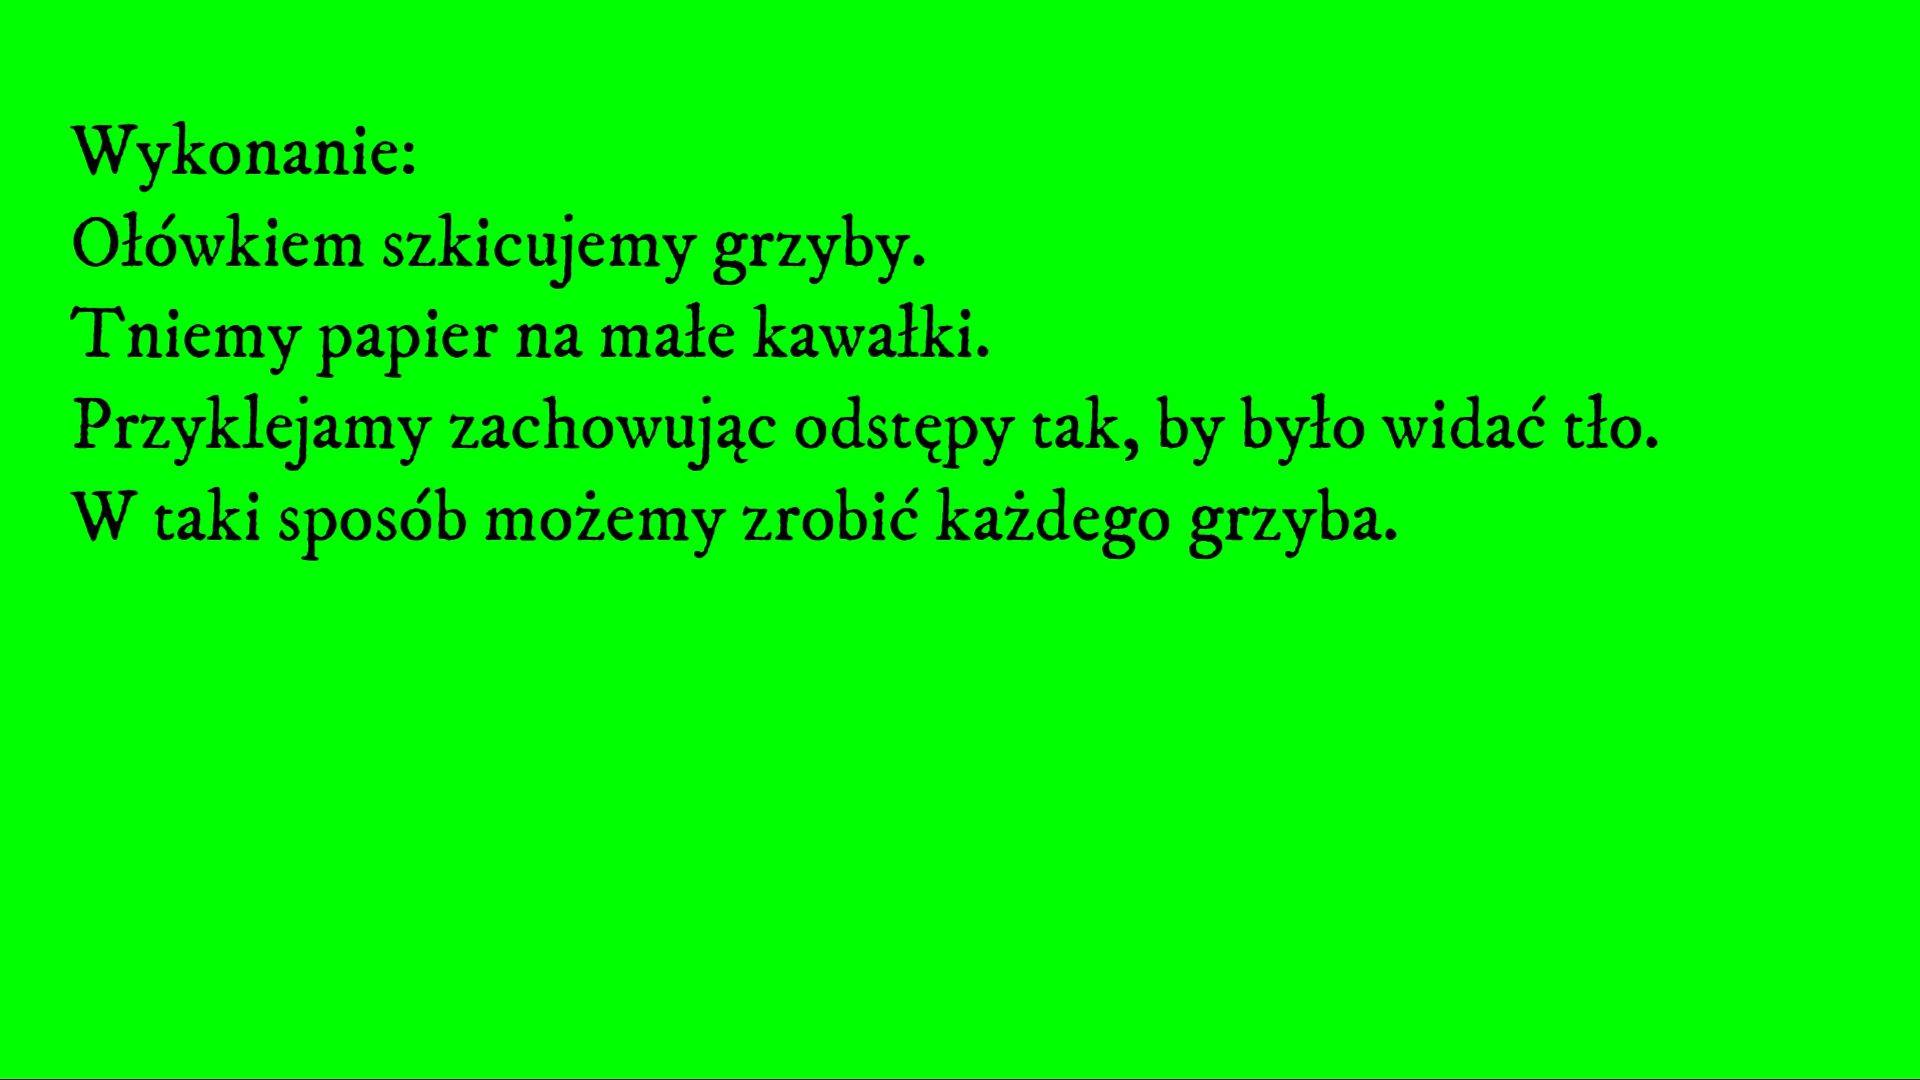 Wykonanie:
Ołówkiem szkicujemy grzyby.
Tniemy papier na małe kawałki.
Przyklejamy zachowując odstępy tak, by było widać tło.
W taki sposób możemy zrobić każdego grzyba.